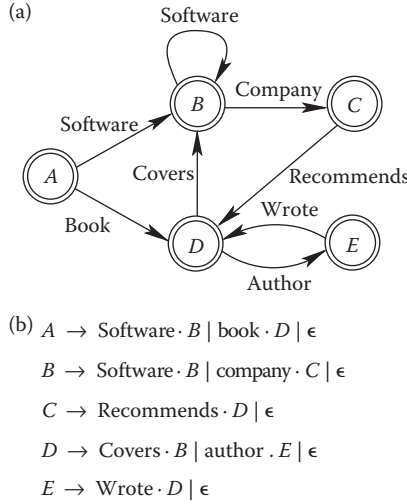 (a)
Software
B
Company
C
Software
A
Covers
Recommends
Book
Wrote
D
E
Author
(b) A → Software · B | book · D | ϵ
B → Software · B | company · C | ϵ
C → Recommends · D | ϵ
D → Covers · B | author . E | ϵ
E → Wrote · D | ϵ